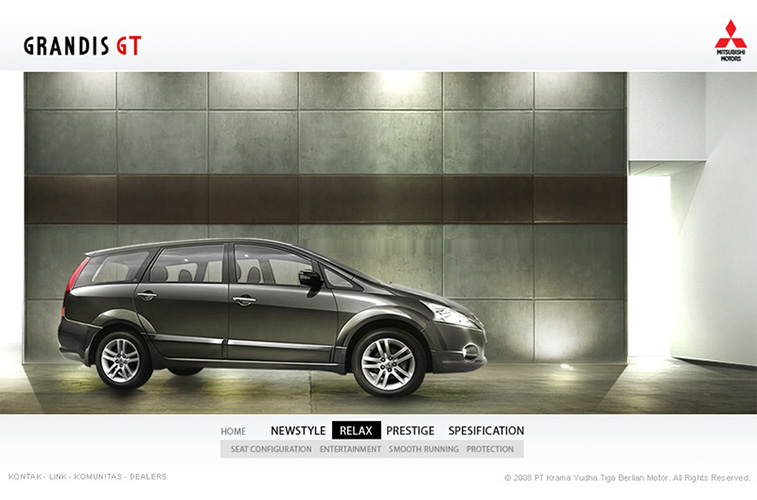 GRANDIS GT
MITSUBISHI
MOTORS
HOME NEWSTYLE RELAX PRESTIGE SPESIFICATION
SEAT CONFIGURATION ENTERTAINMENT SMOOTH RUNNING PROTECTION
KONTAK - LINK - KOMUNITAS - DEALERS © 2008 PT Krama Yudha Tiga Berlian Motor. All Rights Reserved.